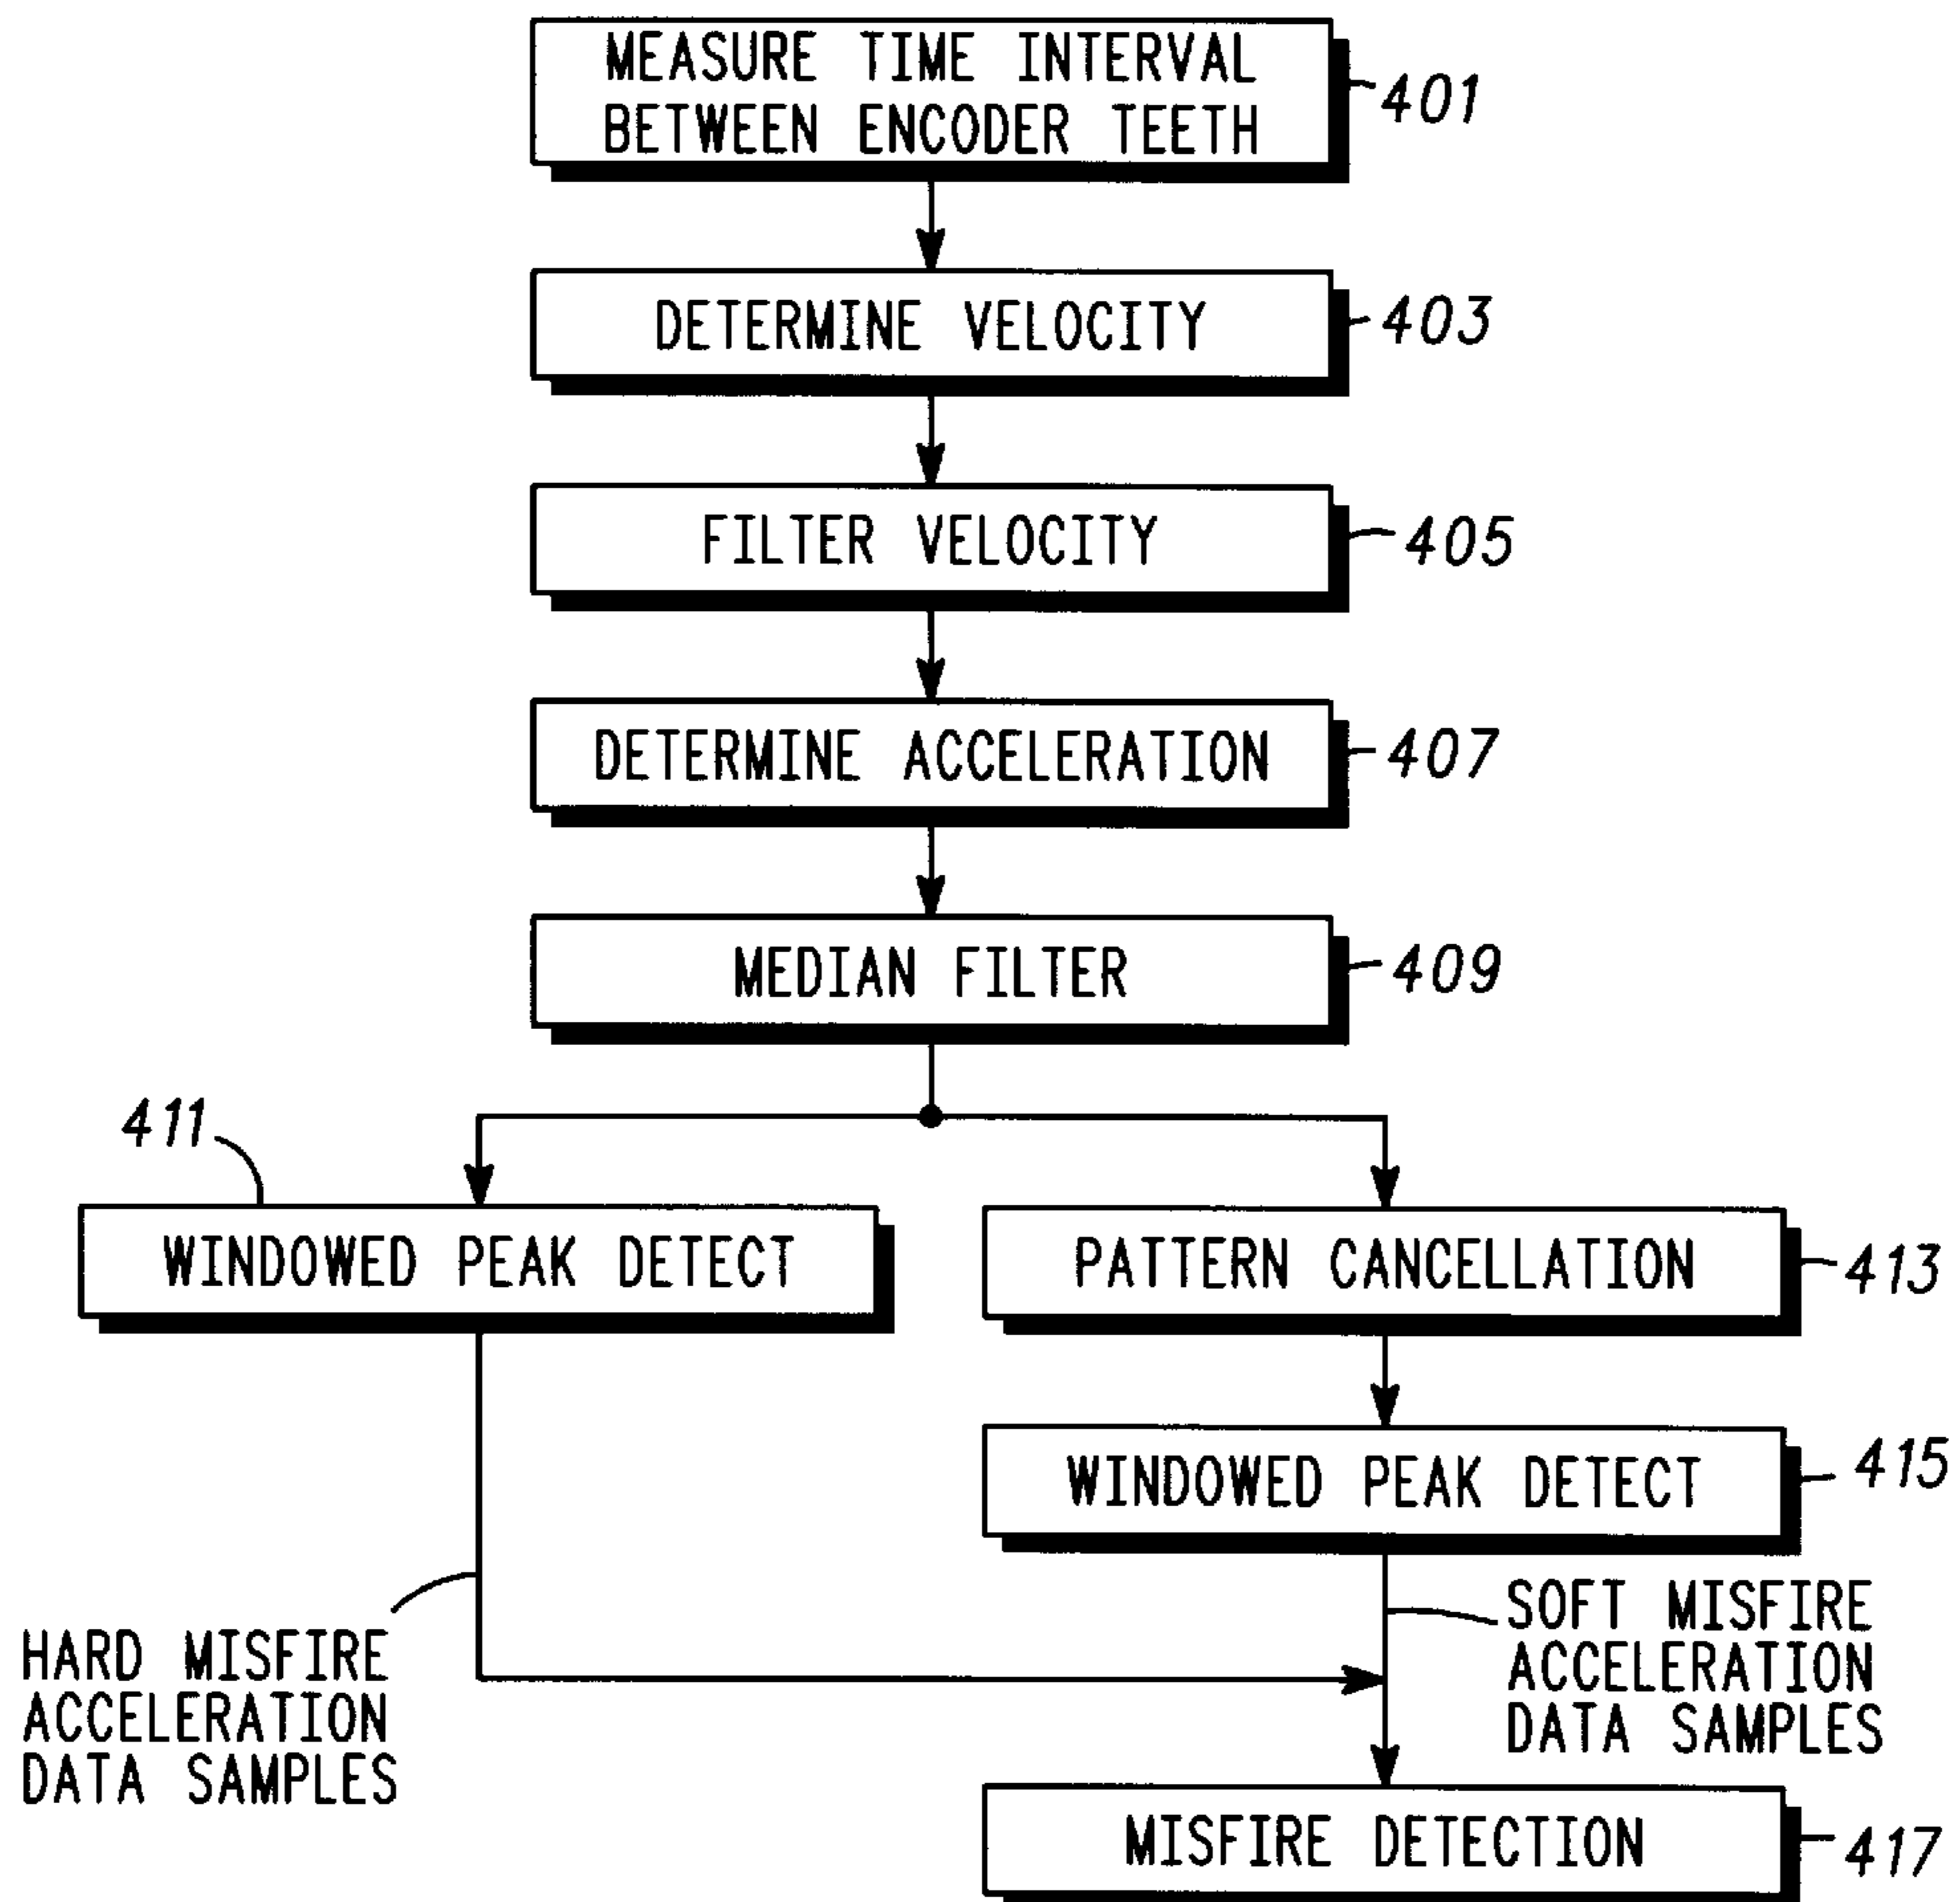 MEASURE TIME INTERVAL
BETWEEN ENCODER TEETH
401
DETERMINE VELOCITY
403
FILTER VELOCITY
405
DETERMINE ACCELERATION
407
MEDIAN FILTER
409
411
WINDOWED PEAK DETECT
PATTERN CANCELLATION
413
WINDOWED PEAK DETECT
415
HARD MISFIRE
ACCELERATION
DATA SAMPLES
SOFT MISFIRE
ACCELERATION
DATA SAMPLES
MISFIRE DETECTION
417